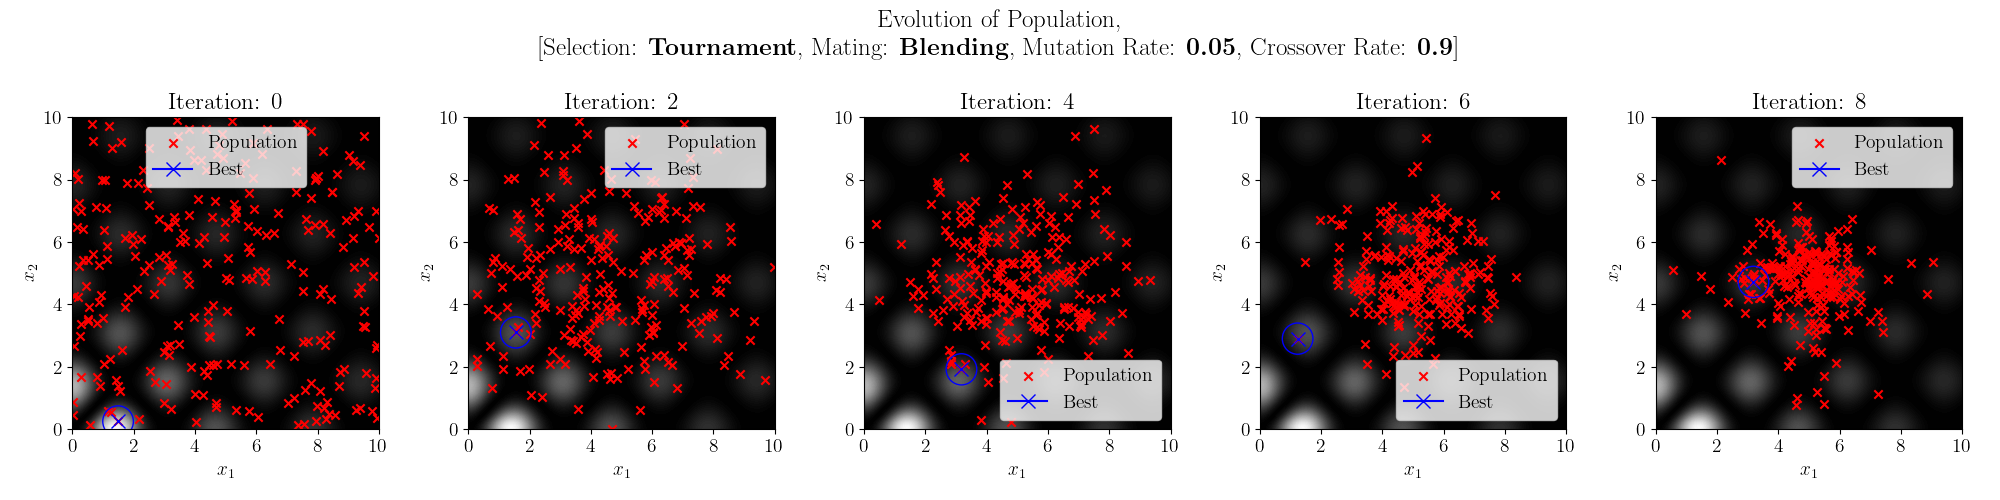 Evolution of Population,
[Selection: Tournament, Mating: Blending, Mutation Rate: 0.05, Crossover Rate: 0.9]
Iteration: 0
10
8
6
4
2
0
x2
Population
Best
0 2 4 6 8 10
x1
Iteration: 2
10
8
6
4
2
0
x2
Population
Best
0 2 4 6 8 10
x1
Iteration: 4
10
8
6
4
2
0
x2
Population
Best
0 2 4 6 8 10
x1
Iteration: 6
10
8
6
4
2
0
x2
Population
Best
0 2 4 6 8 10
x1
Iteration: 8
10
8
6
4
2
0
x2
Population
Best
0 2 4 6 8 10
x1